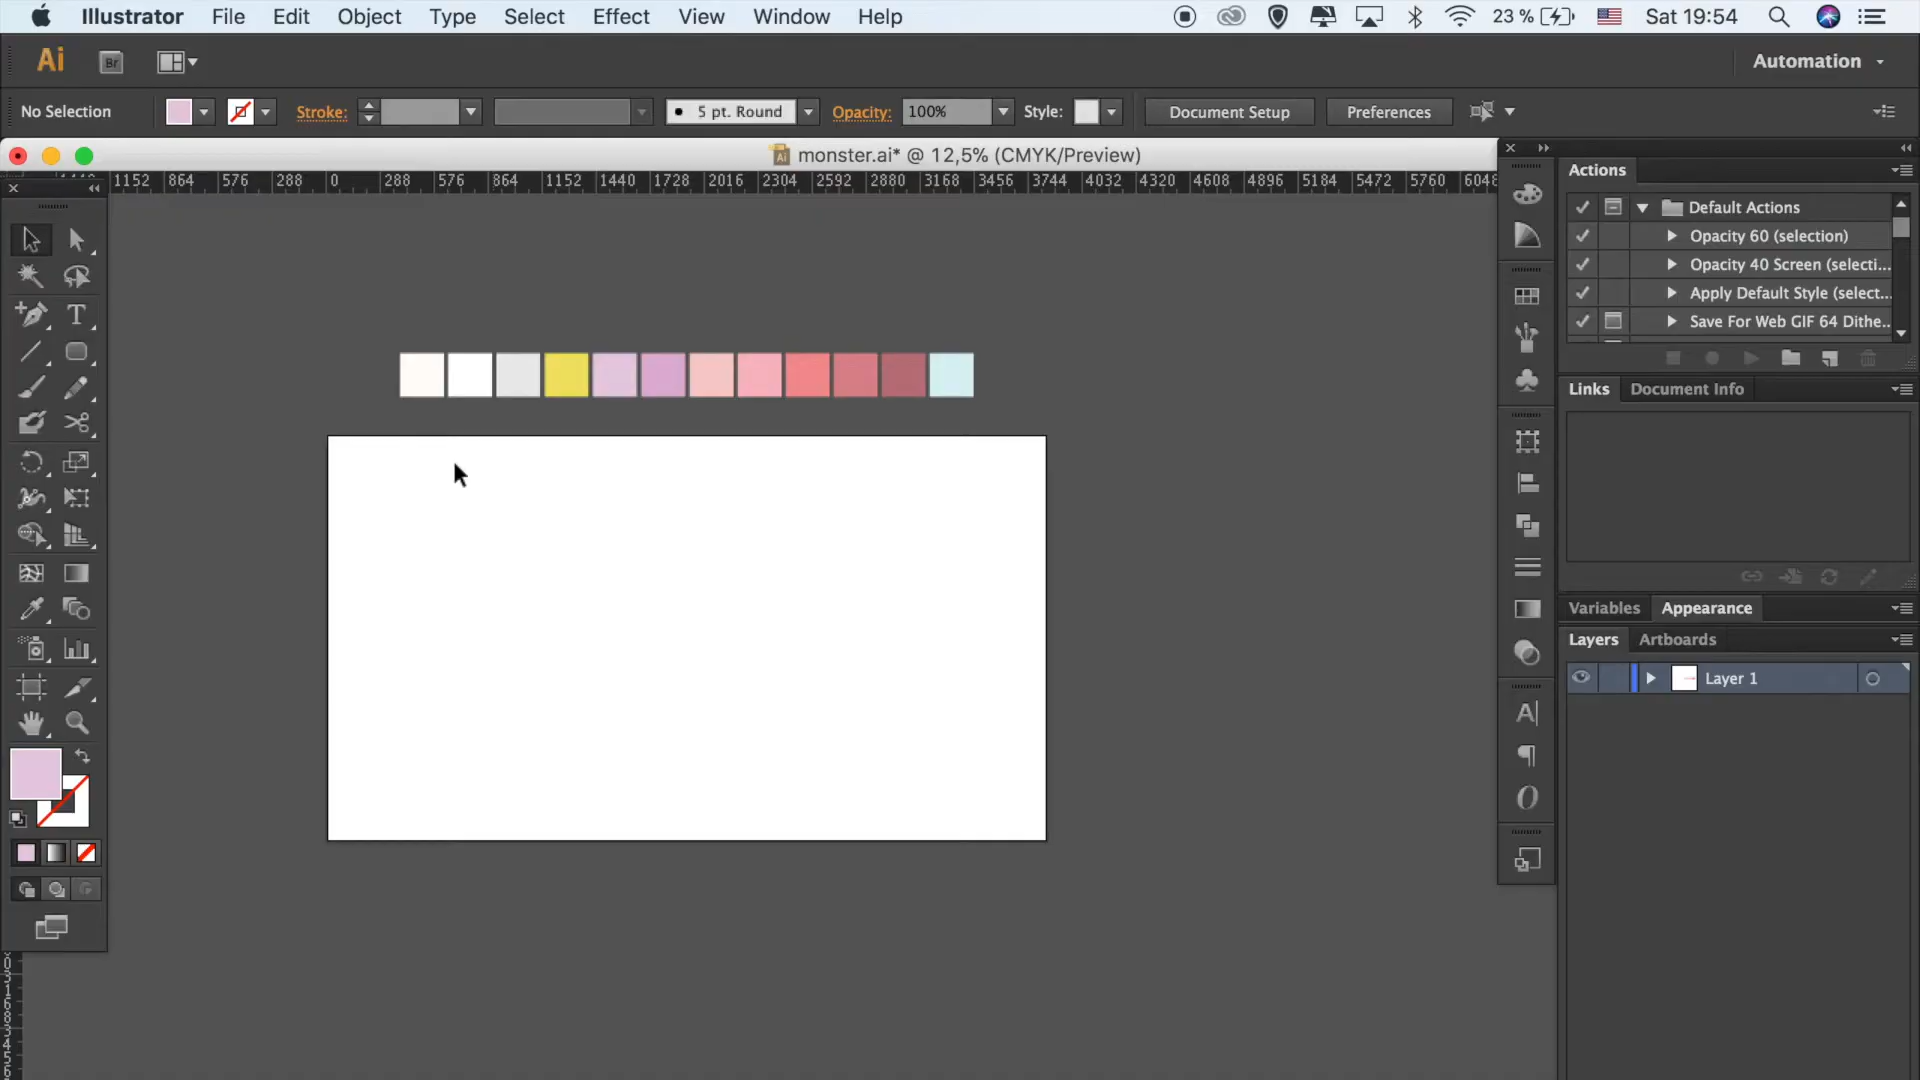 Illustrator File Edit Object Type Select Effect View Window Help 23 % Sat 19:54
Ai Br Automation
No Selection Stroke: 5 pt. Round Opacity: 100% Style: Document Setup Preferences
monster.ai* @ 12,5% (CMYK/Preview)
1152 864 576 288 0 288 576 864 1152 1440 1728 2016 2304 2592 2880 3168 3456 3744 4032 4320 4608 4896 5184 5472 5760 6048
Actions
Default Actions
Opacity 60 (selection)
Opacity 40 Screen (selecti...
Apply Default Style (select...
Save For Web GIF 64 Dithe...
Links Document Info
Variables Appearance
Layers Artboards
Layer 1